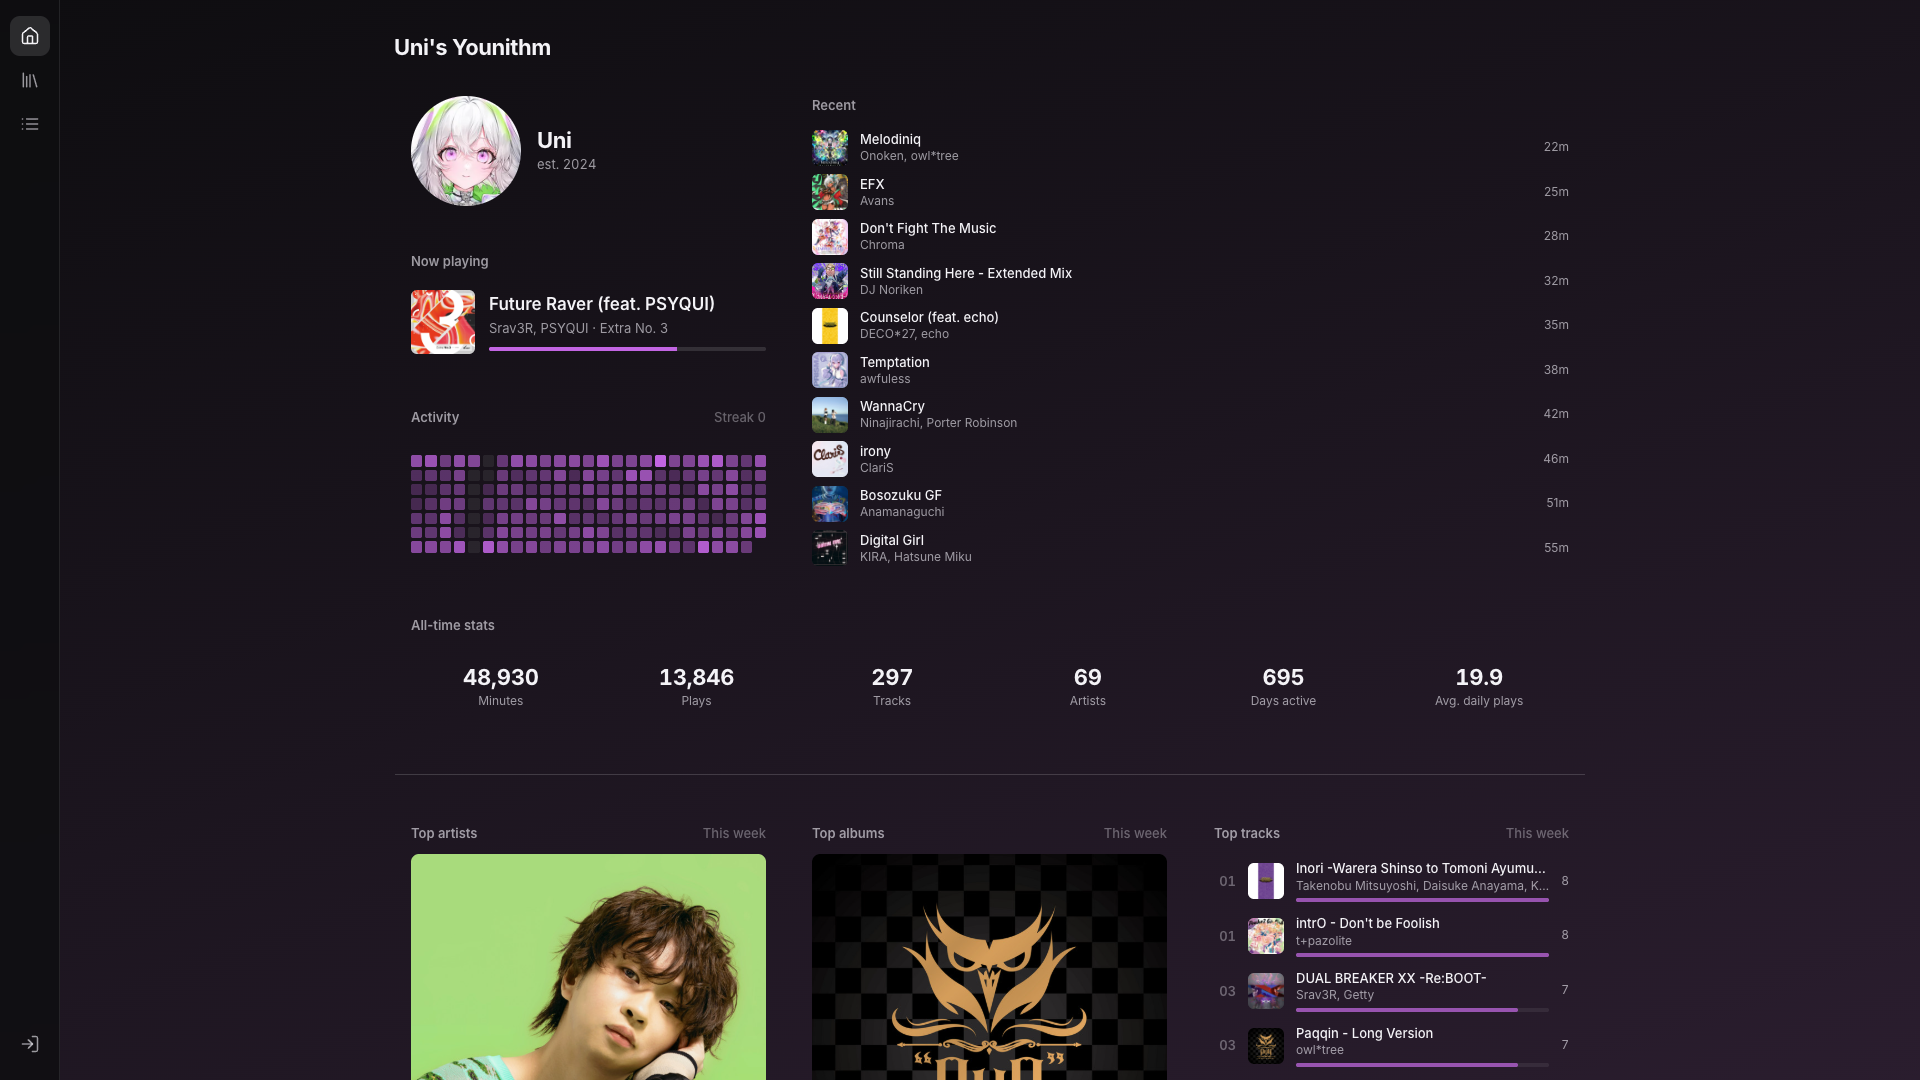 Uni's Younithm
Uni
est. 2024
Now playing
Future Raver (feat. PSYQUI)
Srav3R, PSYQUI · Extra No. 3
Activity
Streak 0
Recent
Melodiniq
Onoken, owl*tree
22m
EFX
Avans
25m
Don't Fight The Music
Chroma
28m
Still Standing Here - Extended Mix
DJ Noriken
32m
Counselor (feat. echo)
DECO*27, echo
35m
Temptation
awfuless
38m
WannaCry
Ninajirachi, Porter Robinson
42m
irony
ClariS
46m
Bosozuku GF
Anamanaguchi
51m
Digital Girl
KIRA, Hatsune Miku
55m
All-time stats
48,930
Minutes
13,846
Plays
297
Tracks
69
Artists
695
Days active
19.9
Avg. daily plays
Top artists
This week
Top albums
This week
Top tracks
This week
01
Inori -Warera Shinso to Tomoni Ayumu...
Takenobu Mitsuyoshi, Daisuke Anayama, K...
8
01
intrO - Don't be Foolish
t+pazolite
8
03
DUAL BREAKER XX -Re:BOOT-
Srav3R, Getty
7
03
Paqqin - Long Version
owl*tree
7